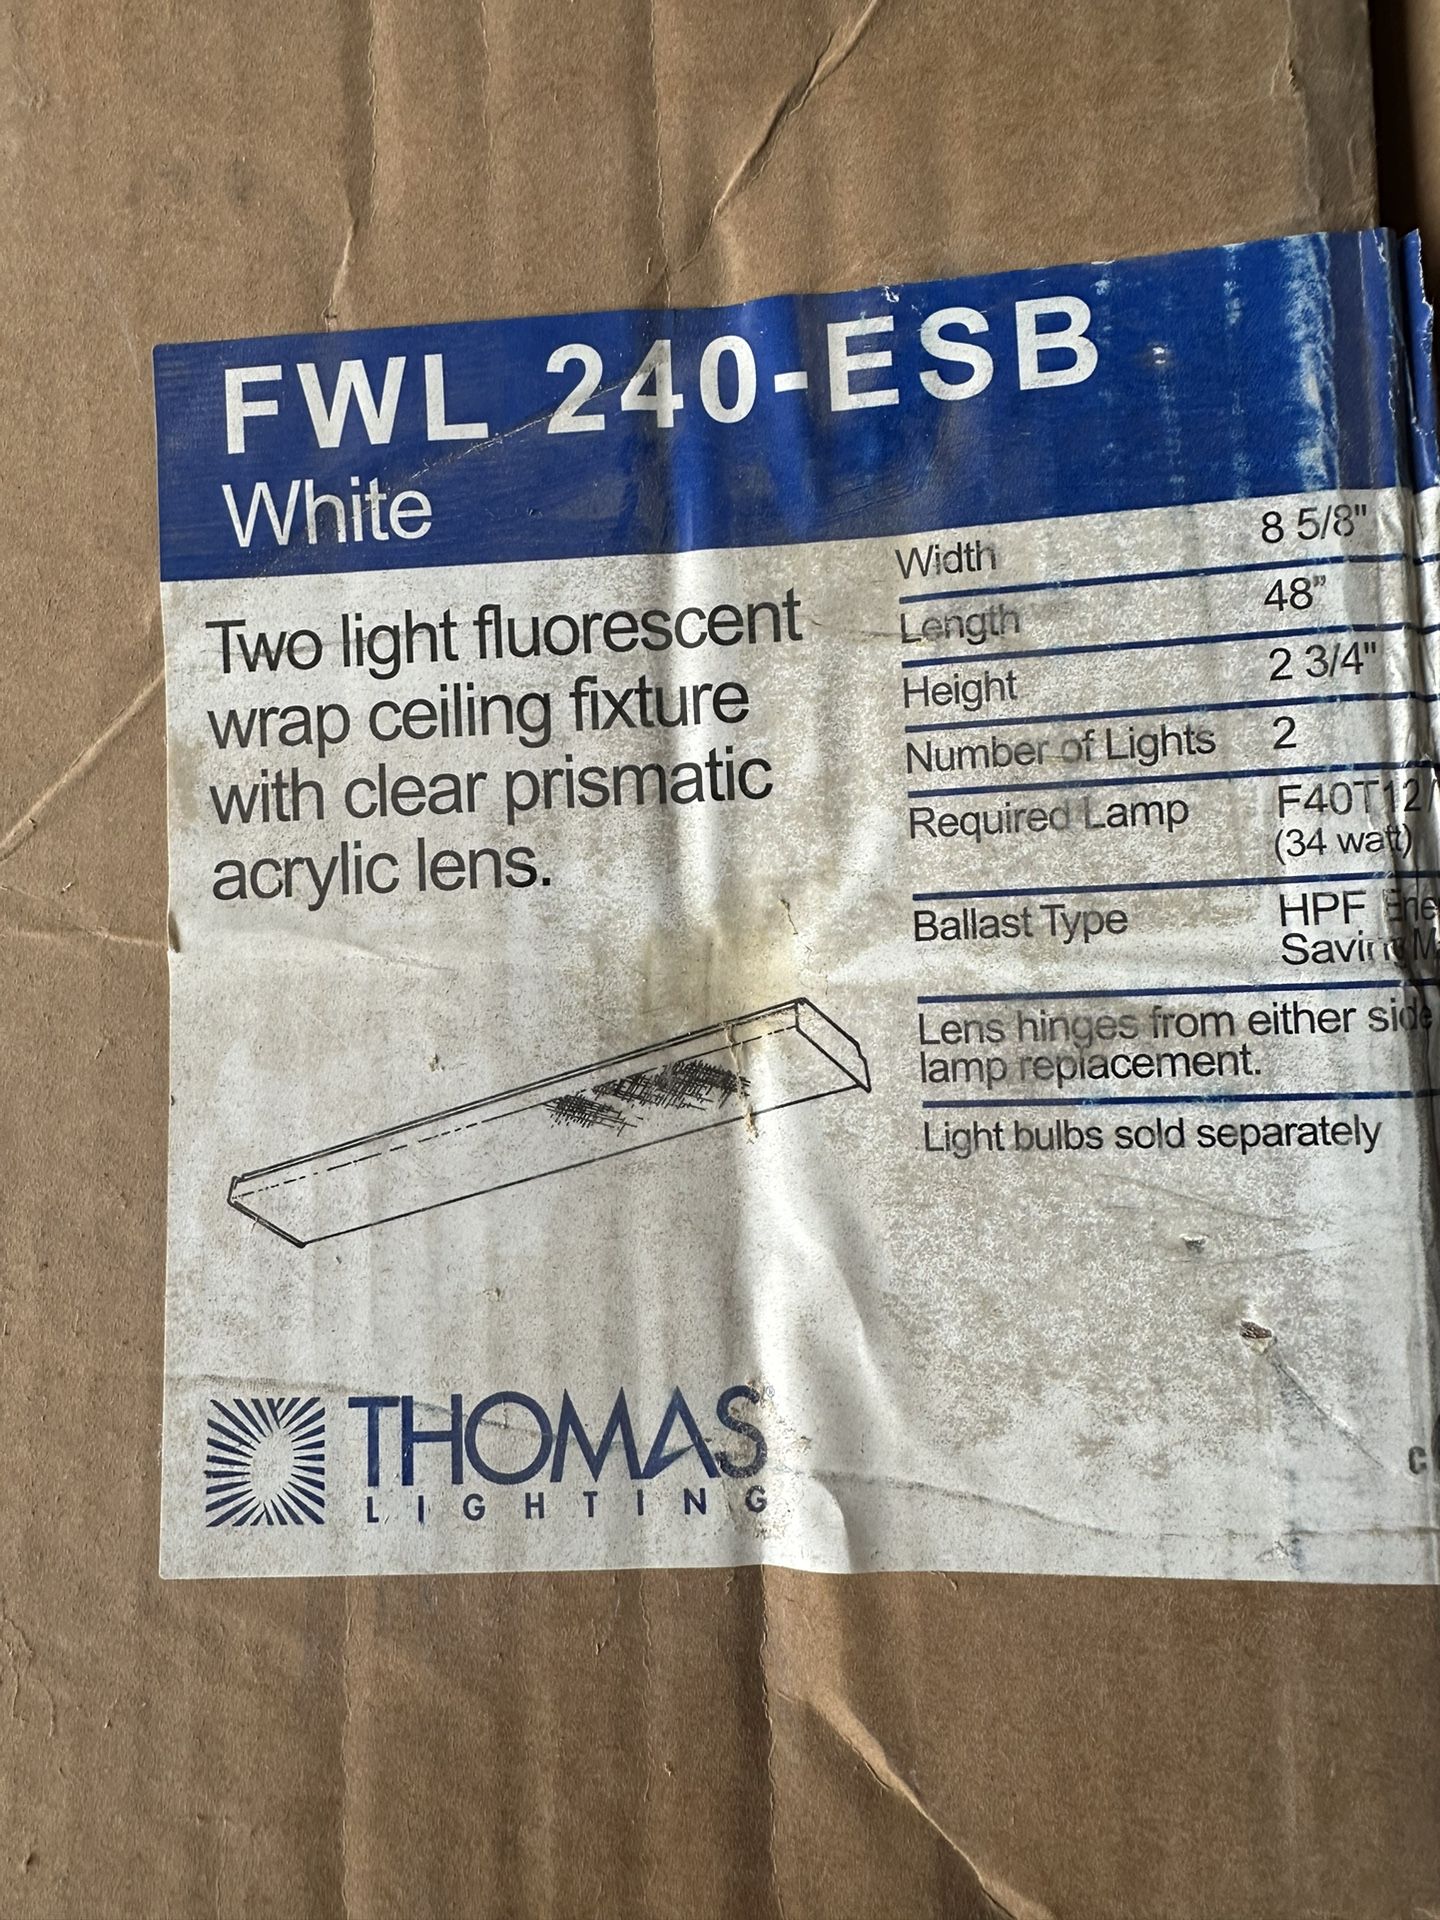 FWL 240-ESB
White
Two light fluorescent
wrap ceiling fixture
with clear prismatic
acrylic lens.
Width 8 5/8"
Length 48"
Height 2 3/4"
Number of Lights 2
Required Lamp F40T12/
(34 watt)
Ballast Type HPF
Lens hinges from either side
lamp replacement.
Light bulbs sold separately
THOMAS®
LIGHTING